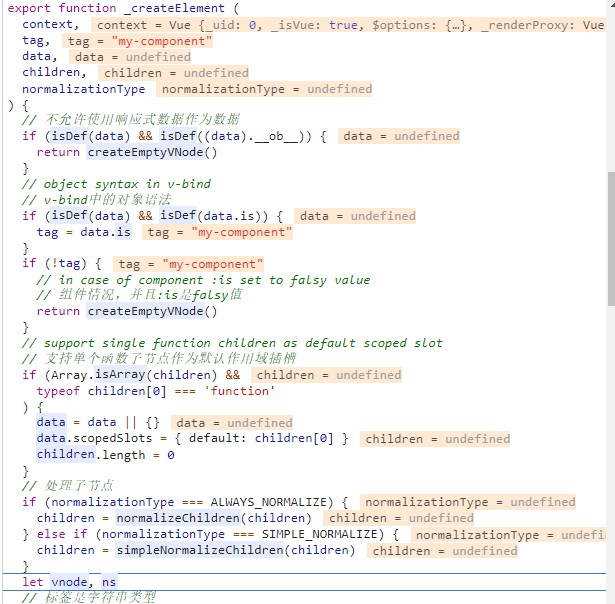 export function _createElement (
  context,  context = Vue {_uid: 0, _isVue: true, $options: {…}, _renderProxy: Vue
  tag,  tag = "my-component"
  data,  data = undefined
  children,  children = undefined
  normalizationType  normalizationType = undefined
) {
  // 不允许使用响应式数据作为数据
  if (isDef(data) && isDef((data).__ob__)) {  data = undefined
    return createEmptyVNode()
  }
  // object syntax in v-bind
  // v-bind中的对象语法
  if (isDef(data) && isDef(data.is)) {  data = undefined
    tag = data.is  tag = "my-component"
  }
  if (!tag) {  tag = "my-component"
    // in case of component :is set to falsy value
    // 组件情况，并且:is是falsy值
    return createEmptyVNode()
  }
  // support single function children as default scoped slot
  // 支持单个函数子节点作为默认作用域插槽
  if (Array.isArray(children) &&  children = undefined
    typeof children[0] === 'function'
  ) {
    data = data || {}  data = undefined
    data.scopedSlots = { default: children[0] }  children = undefined
    children.length = 0
  }
  // 处理子节点
  if (normalizationType === ALWAYS_NORMALIZE) {  normalizationType = undefined
    children = normalizeChildren(children)  children = undefined
  } else if (normalizationType === SIMPLE_NORMALIZE) {  normalizationType = undefi
    children = simpleNormalizeChildren(children)  children = undefined
  }
  let vnode, ns
  // 标签是字符串类型